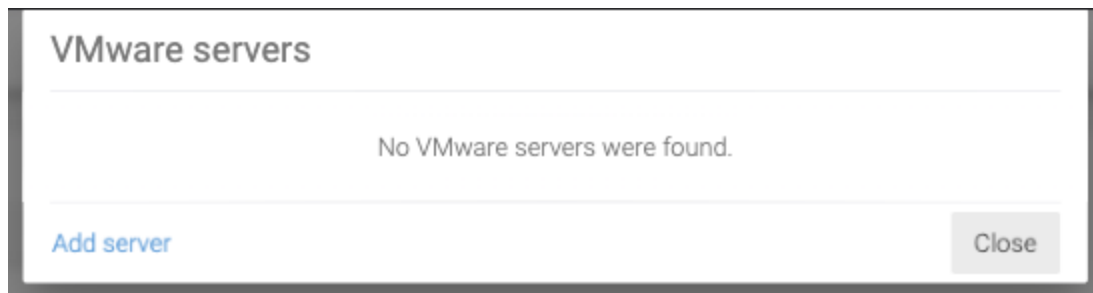 VMware servers
No VMware servers were found.
Add server
Close